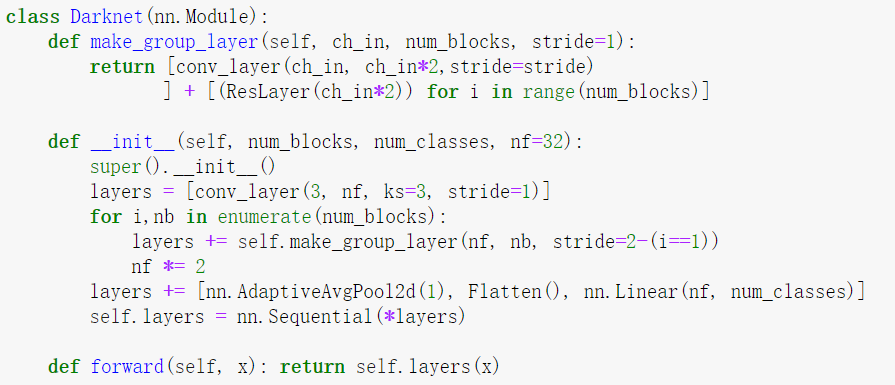 class Darknet(nn.Module):
    def make_group_layer(self, ch_in, num_blocks, stride=1):
        return [conv_layer(ch_in, ch_in*2,stride=stride)
               ] + [(ResLayer(ch_in*2)) for i in range(num_blocks)]

    def __init__(self, num_blocks, num_classes, nf=32):
        super().__init__()
        layers = [conv_layer(3, nf, ks=3, stride=1)]
        for i,nb in enumerate(num_blocks):
            layers += self.make_group_layer(nf, nb, stride=2-(i==1))
            nf *= 2
        layers += [nn.AdaptiveAvgPool2d(1), Flatten(), nn.Linear(nf, num_classes)]
        self.layers = nn.Sequential(*layers)

    def forward(self, x): return self.layers(x)